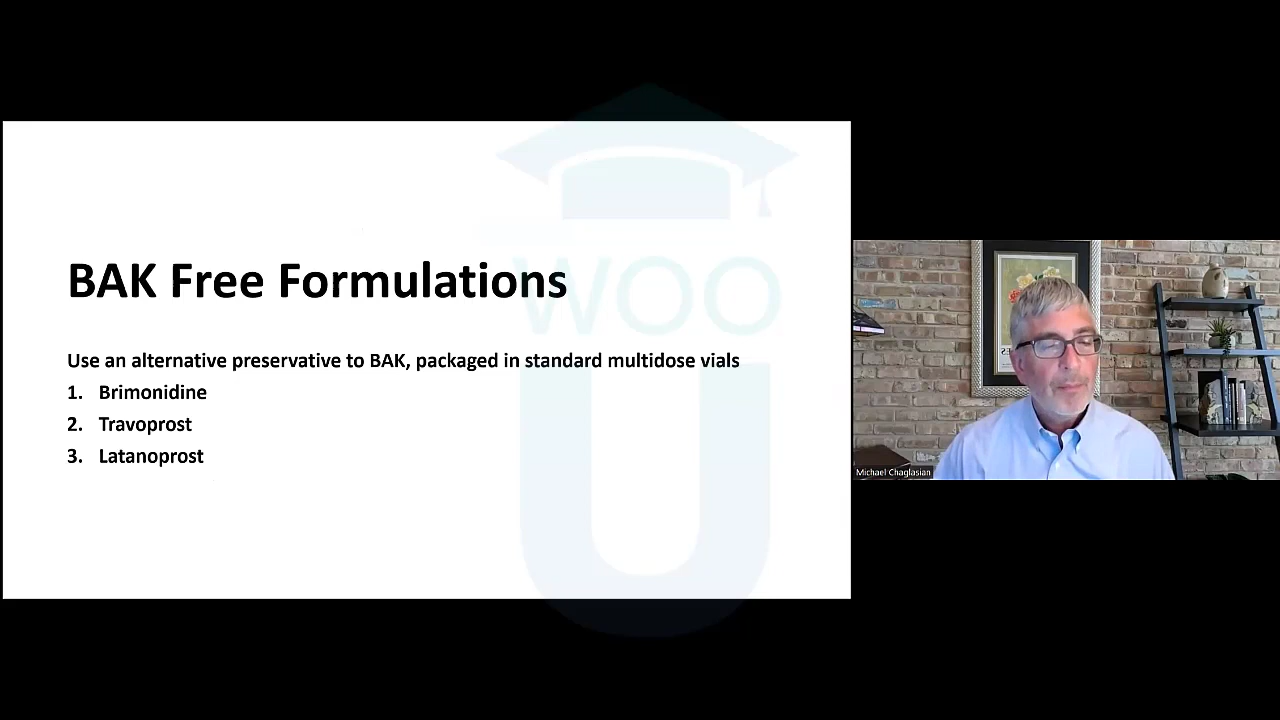 BAK Free Formulations
Use an alternative preservative to BAK, packaged in standard multidose vials
1. Brimonidine
2. Travoprost
3. Latanoprost
WOO
U
Michael Chaglasian